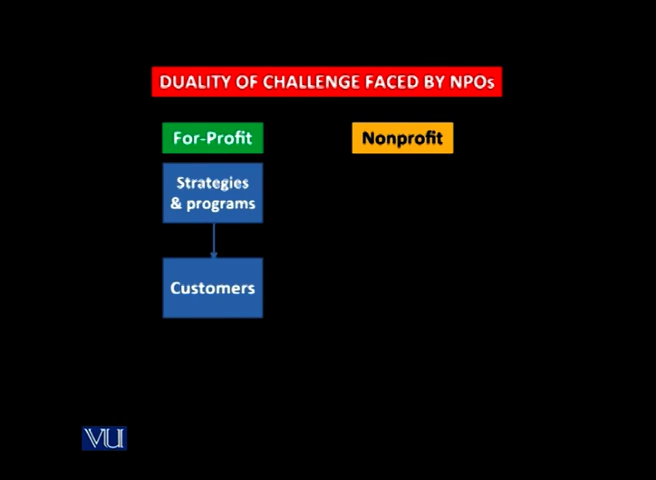 DUALITY OF CHALLENGE FACED BY NPOs
For-Profit
Nonprofit
Strategies
& programs
Customers
VU